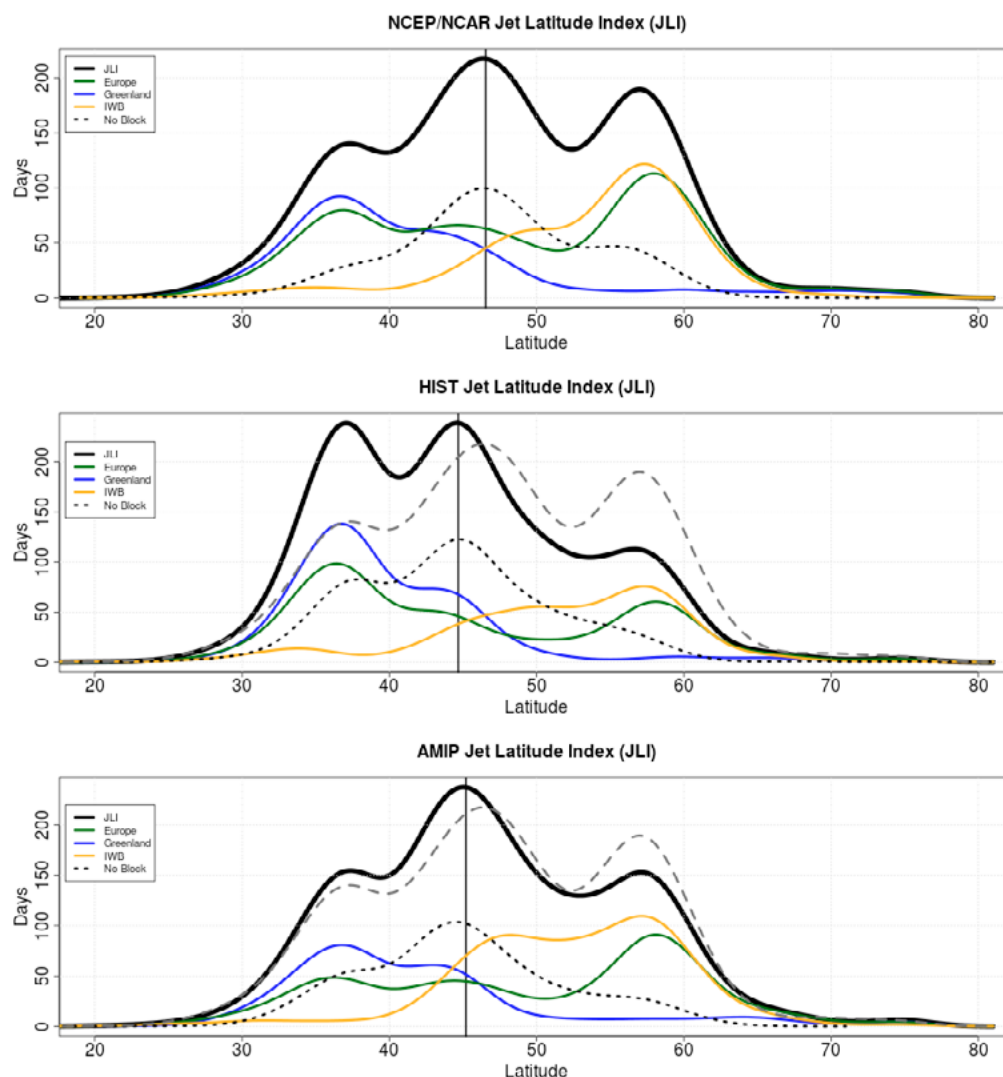 NCEP/NCAR Jet Latitude Index (JLI)
JLI
Europe
Greenland
IWB
No Block
Days
0 50 100 150 200
20 30 40 50 60 70 80
Latitude
HIST Jet Latitude Index (JLI)
JLI
Europe
Greenland
IWB
No Block
Days
0 50 100 150 200
20 30 40 50 60 70 80
Latitude
AMIP Jet Latitude Index (JLI)
JLI
Europe
Greenland
IWB
No Block
Days
0 50 100 150 200
20 30 40 50 60 70 80
Latitude